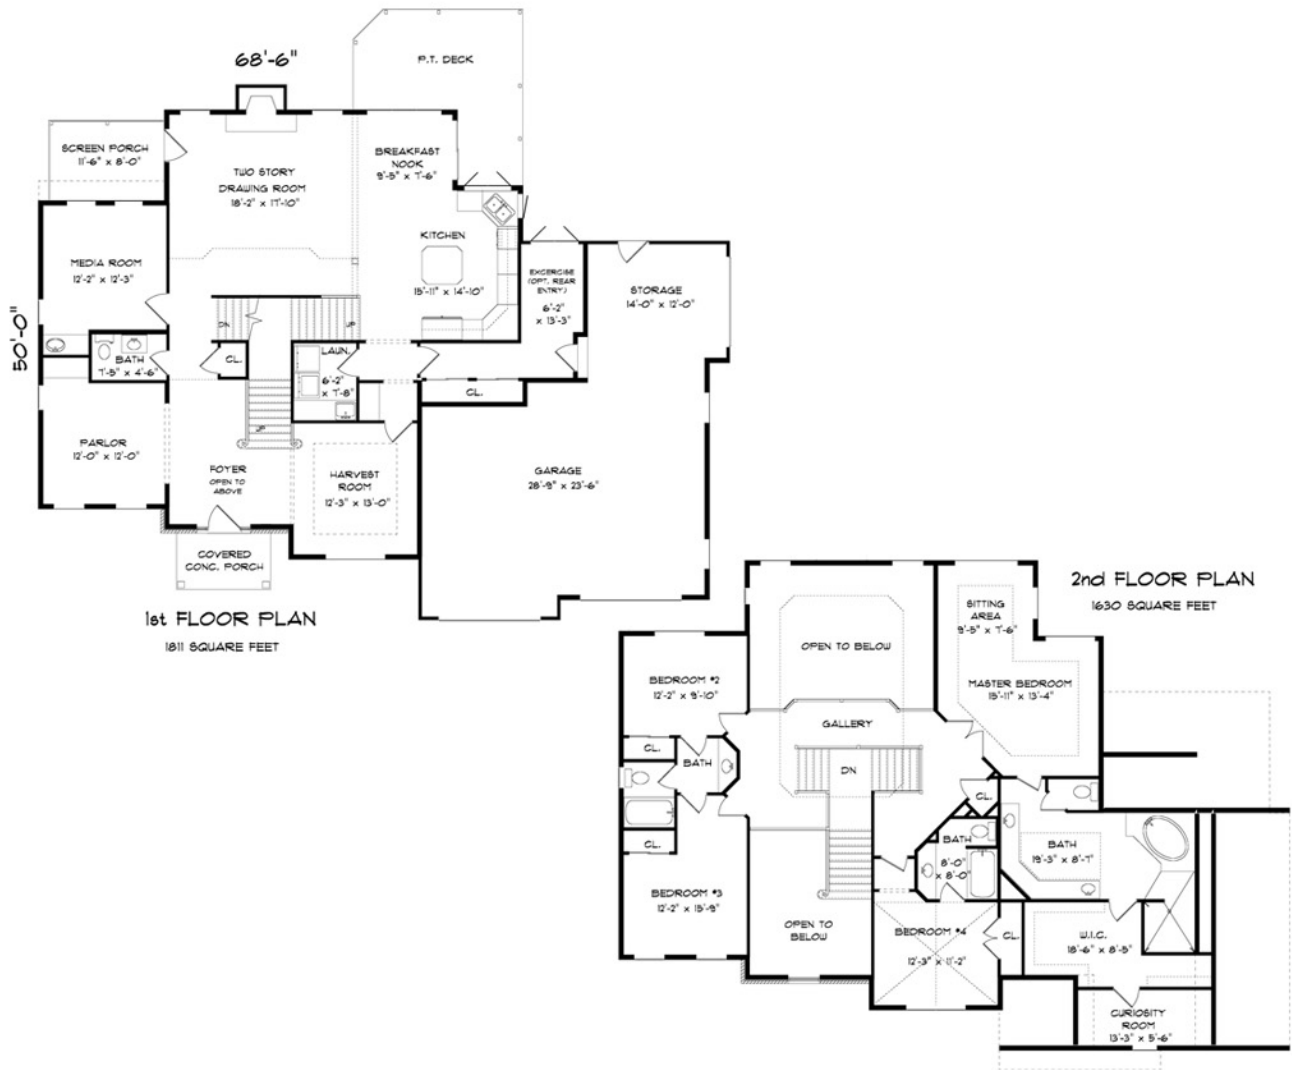 68'-6"
P.T. DECK
SCREEN PORCH
11'-6" x 8'-0"
TWO STORY
DRAWING ROOM
18'-2" x 17'-10"
BREAKFAST
NOOK
9'-5" x 7'-6"
KITCHEN
15'-11" x 14'-10"
MEDIA ROOM
12'-2" x 12'-3"
EXCERCISE
(OPT. REAR
ENTRY)
6'-2"
x 13'-3"
STORAGE
14'-0" x 12'-0"
50'-0"
DN
UP
BATH
7'-5" x 4'-6"
CL.
LAUN.
6'-2"
x 7'-8"
CL.
UP
PARLOR
12'-0" x 12'-0"
FOYER
OPEN TO
ABOVE
HARVEST
ROOM
12'-3" x 13'-0"
GARAGE
28'-9" x 23'-6"
COVERED
CONC. PORCH
1st FLOOR PLAN
1811 SQUARE FEET
2nd FLOOR PLAN
1630 SQUARE FEET
SITTING
AREA
9'-5" x 7'-6"
OPEN TO BELOW
BEDROOM #2
12'-2" x 9'-10"
MASTER BEDROOM
15'-11" x 13'-4"
GALLERY
CL.
BATH
DN
CL.
CL.
BATH
8'-0"
x 8'-0"
BATH
19'-3" x 8'-7"
BEDROOM #3
12'-2" x 15'-9"
OPEN TO
BELOW
BEDROOM #4
12'-3" x 11'-2"
CL.
W.I.C.
18'-6" x 8'-5"
CURIOSITY
ROOM
13'-3" x 5'-6"